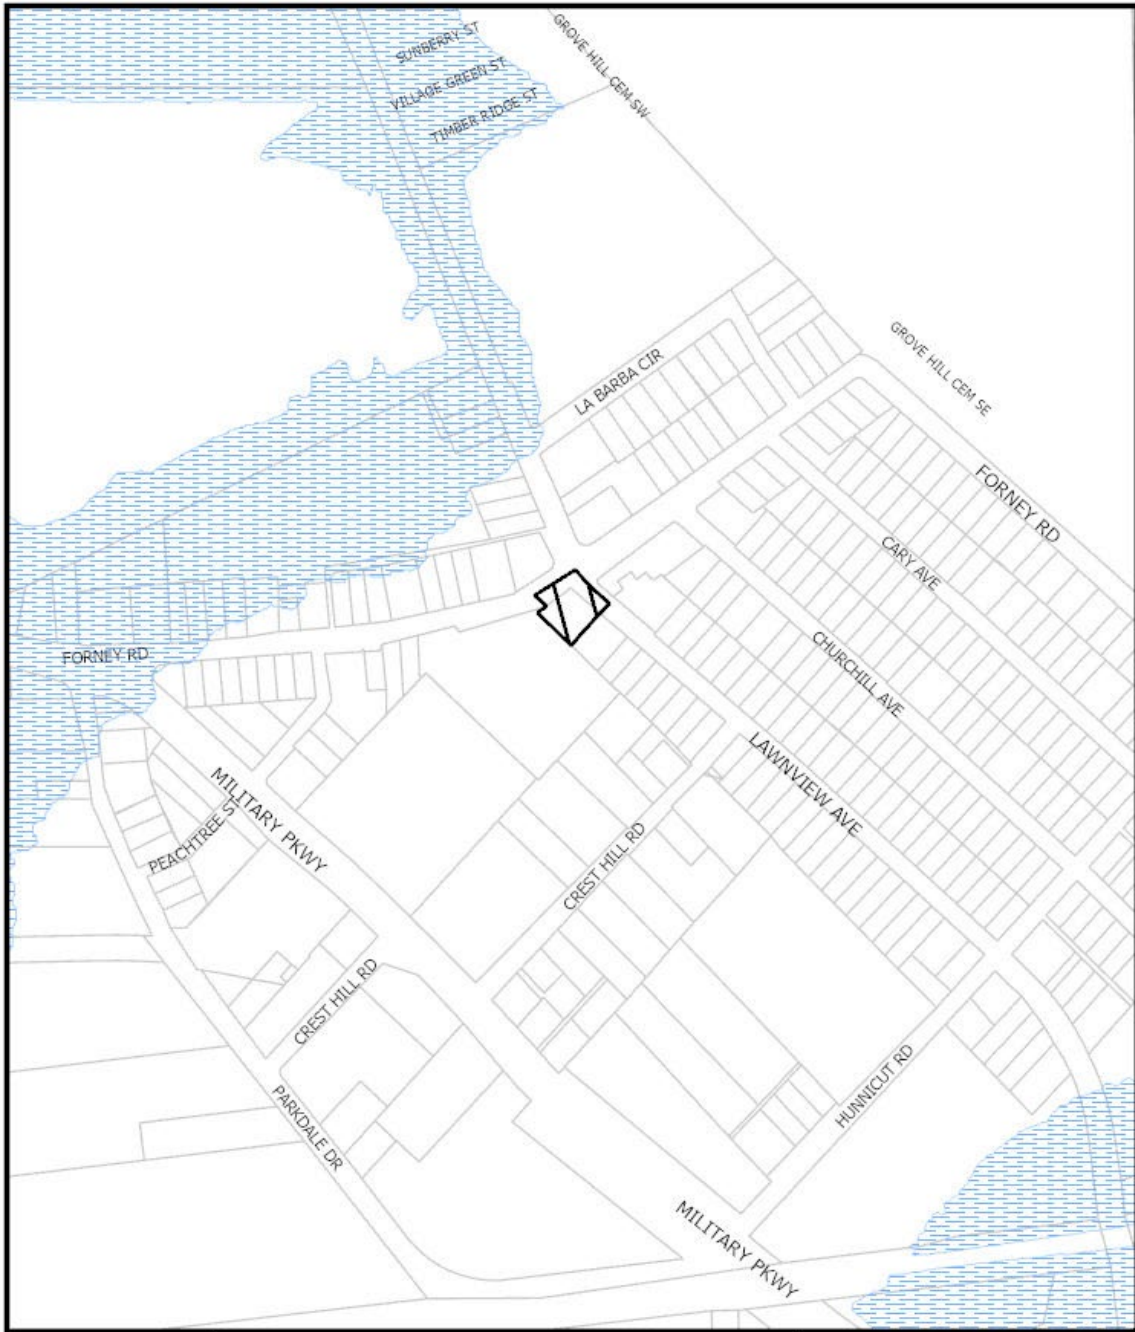 SUNBERRY ST
VILLAGE GREEN ST
TIMBER RIDGE ST
GROVE HILL CEM SW
GROVE HILL CEM SE
LA BARBA CIR
FORNEY RD
CARY AVE
CHURCHILL AVE
FORNEY RD
LAWNVIEW AVE
MILITARY PKWY
PEACHTREE ST
CREST HILL RD
CREST HILL RD
HUNNICUT RD
PARKDALE DR
MILITARY PKWY